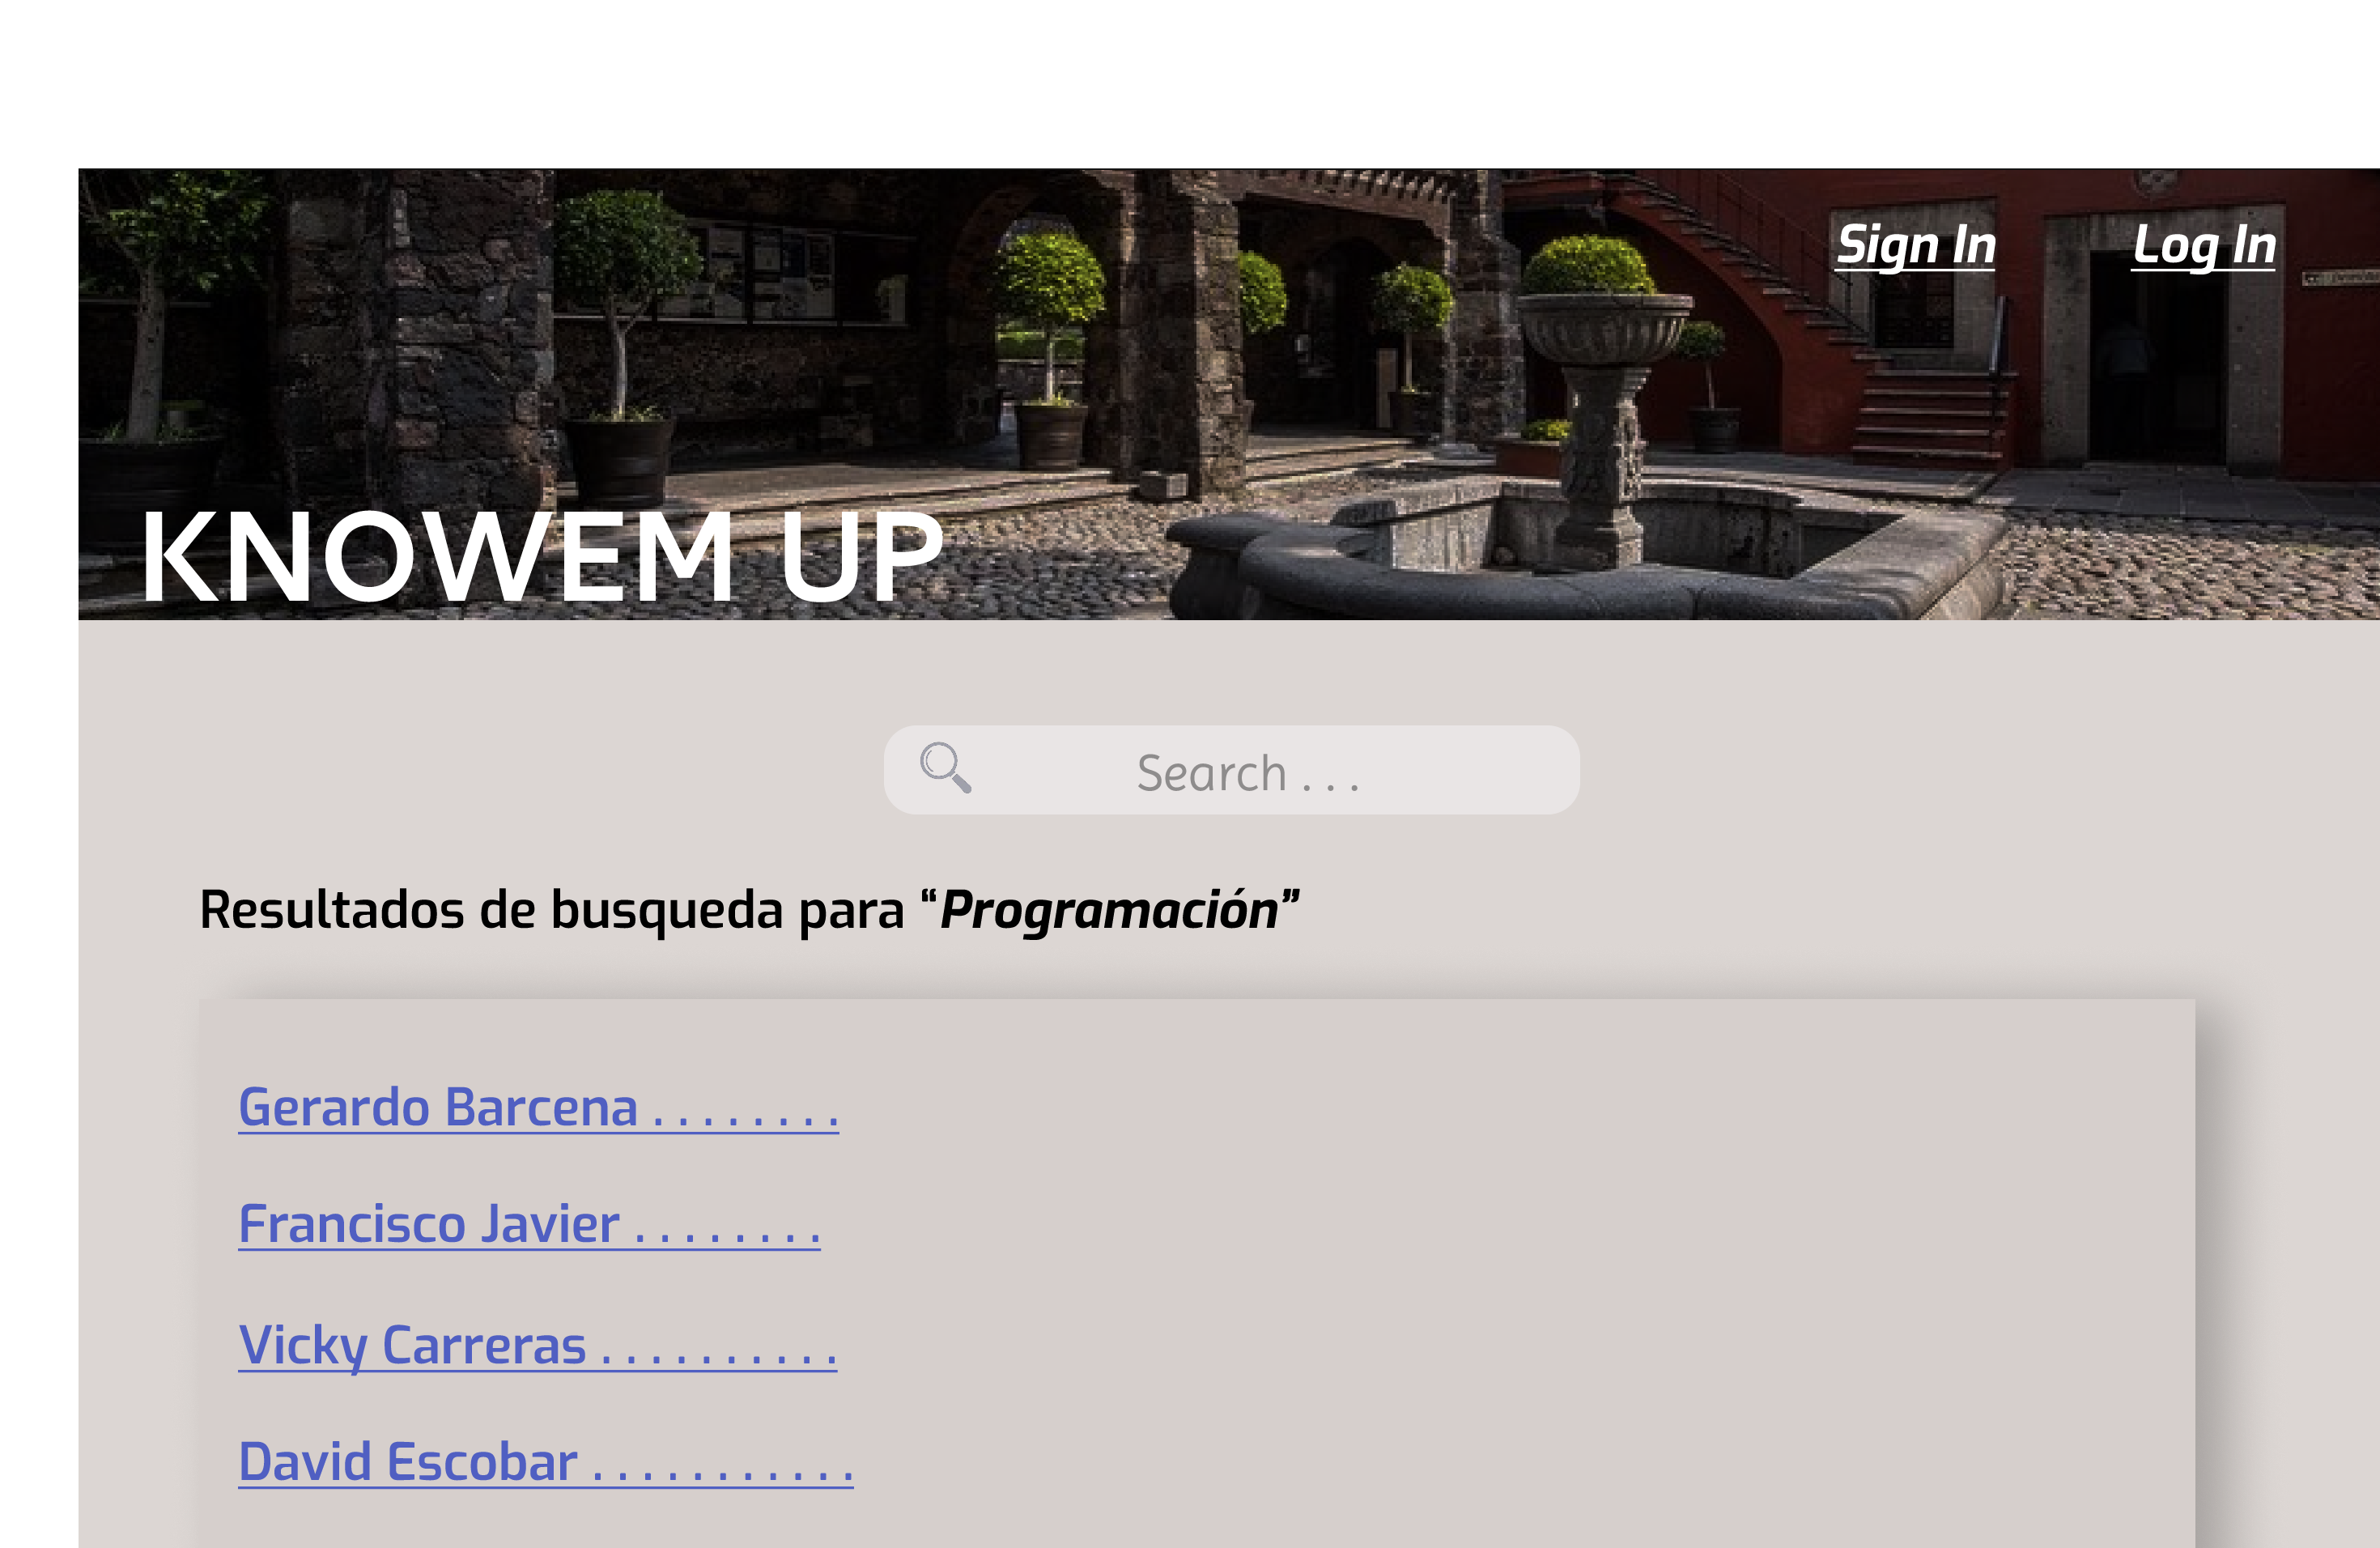 Sign In Log In
KNOWEM UP
Search . . .
Resultados de busqueda para “Programación”
Gerardo Barcena . . . . . . . .
Francisco Javier . . . . . . . .
Vicky Carreras . . . . . . . . . .
David Escobar . . . . . . . . . . .